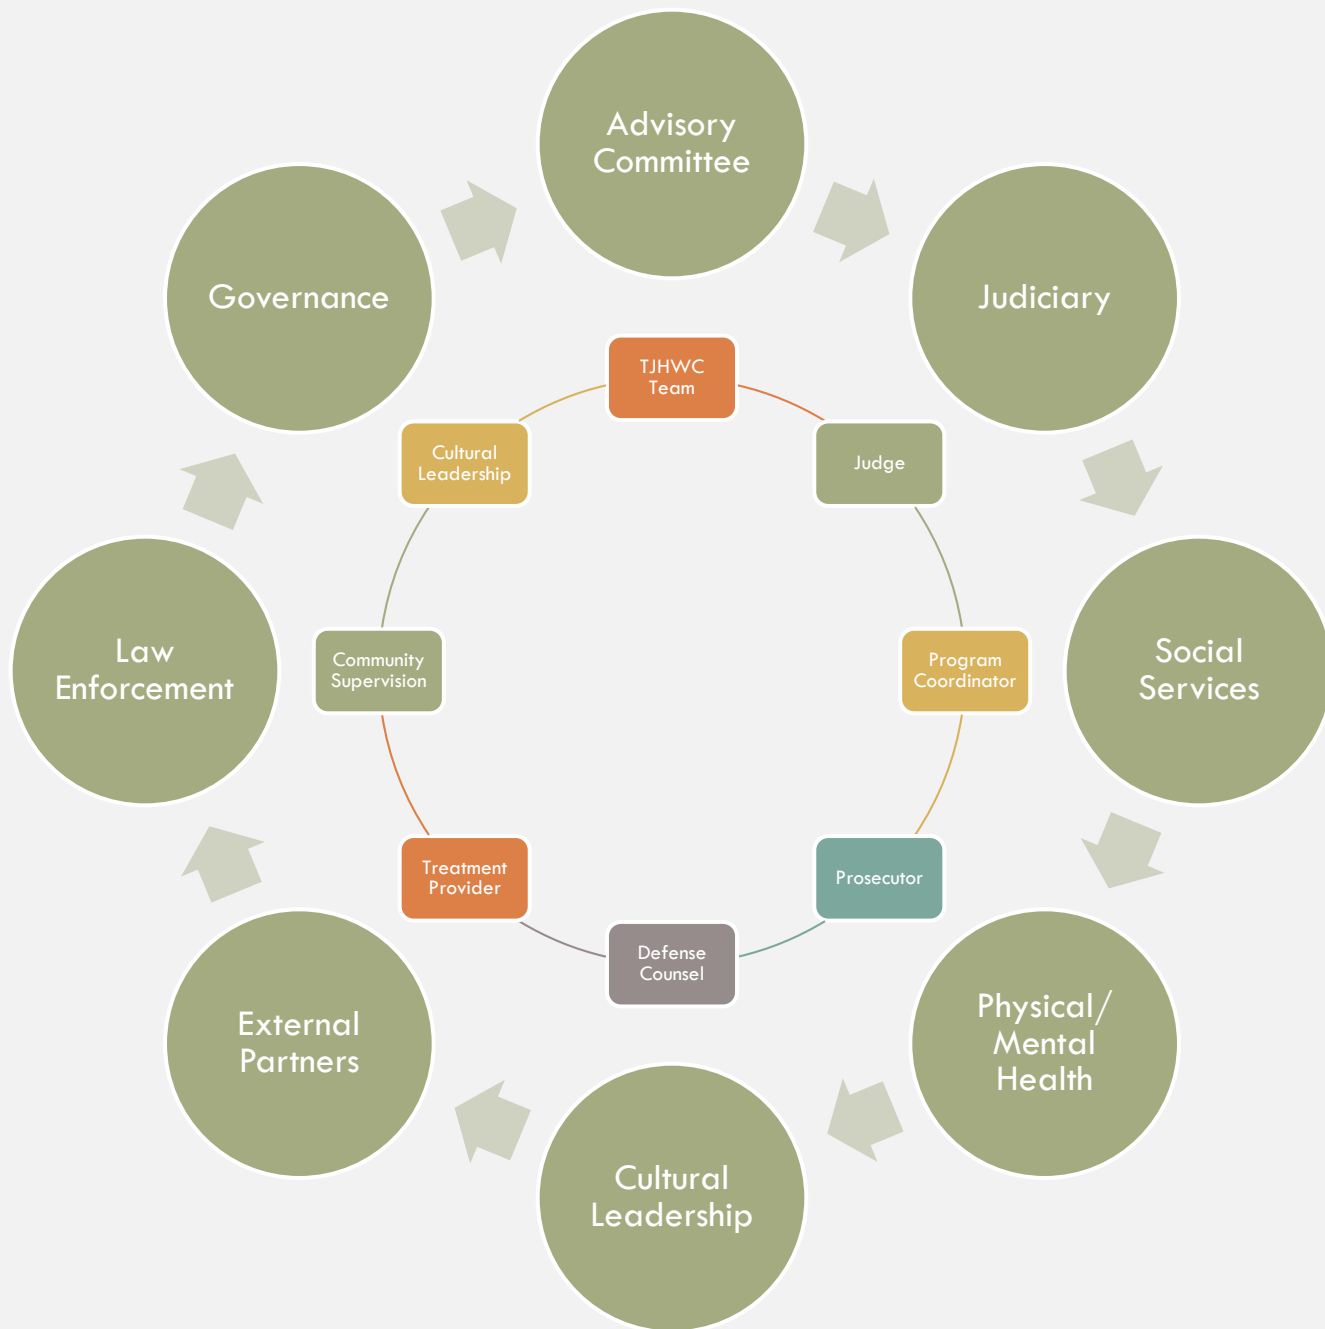 Advisory
Committee
Judiciary
Social
Services
Physical/
Mental
Health
Cultural
Leadership
External
Partners
Law
Enforcement
Governance
TJHWC
Team
Judge
Program
Coordinator
Prosecutor
Defense
Counsel
Treatment
Provider
Community
Supervision
Cultural
Leadership